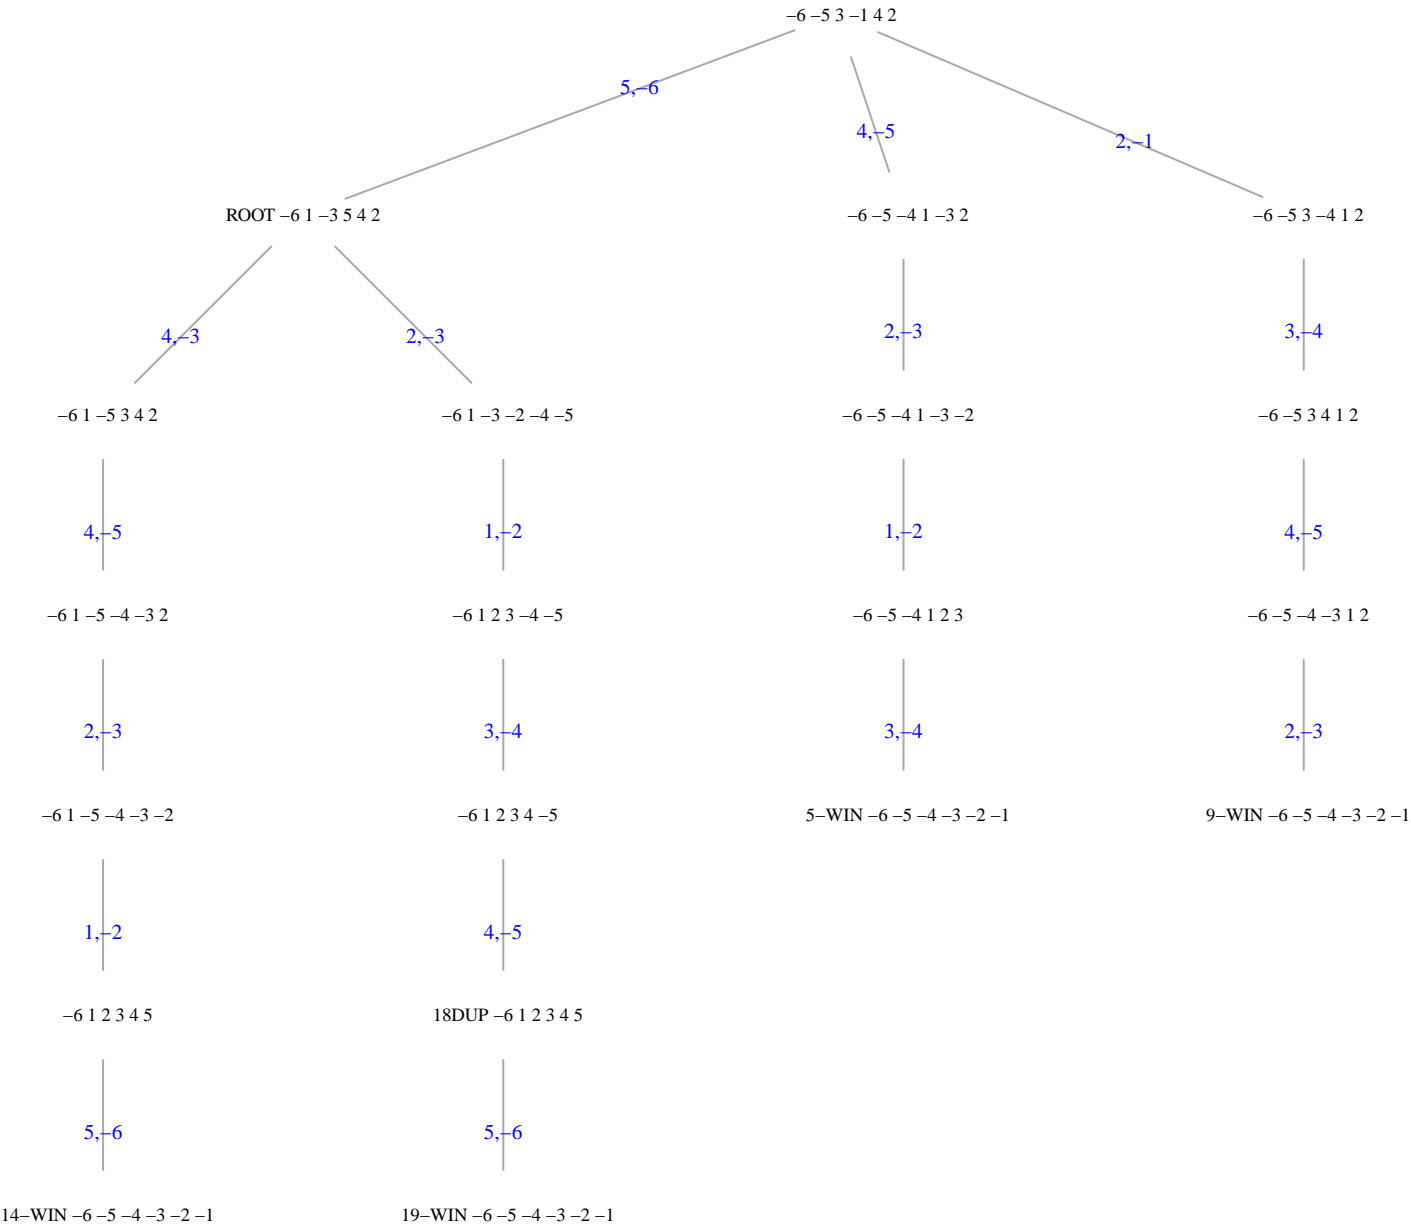 –6 –5 3 –1 4 2
5,–6
4,–5
2,–1
ROOT –6 1 –3 5 4 2
–6 –5 –4 1 –3 2
–6 –5 3 –4 1 2
4,–3
2,–3
2,–3
3,–4
–6 1 –5 3 4 2
–6 1 –3 –2 –4 –5
–6 –5 –4 1 –3 –2
–6 –5 3 4 1 2
4,–5
1,–2
1,–2
4,–5
–6 1 –5 –4 –3 2
–6 1 2 3 –4 –5
–6 –5 –4 1 2 3
–6 –5 –4 –3 1 2
2,–3
3,–4
3,–4
2,–3
–6 1 –5 –4 –3 –2
–6 1 2 3 4 –5
5–WIN –6 –5 –4 –3 –2 –1
9–WIN –6 –5 –4 –3 –2 –1
1,–2
4,–5
–6 1 2 3 4 5
18DUP –6 1 2 3 4 5
5,–6
5,–6
14–WIN –6 –5 –4 –3 –2 –1
19–WIN –6 –5 –4 –3 –2 –1